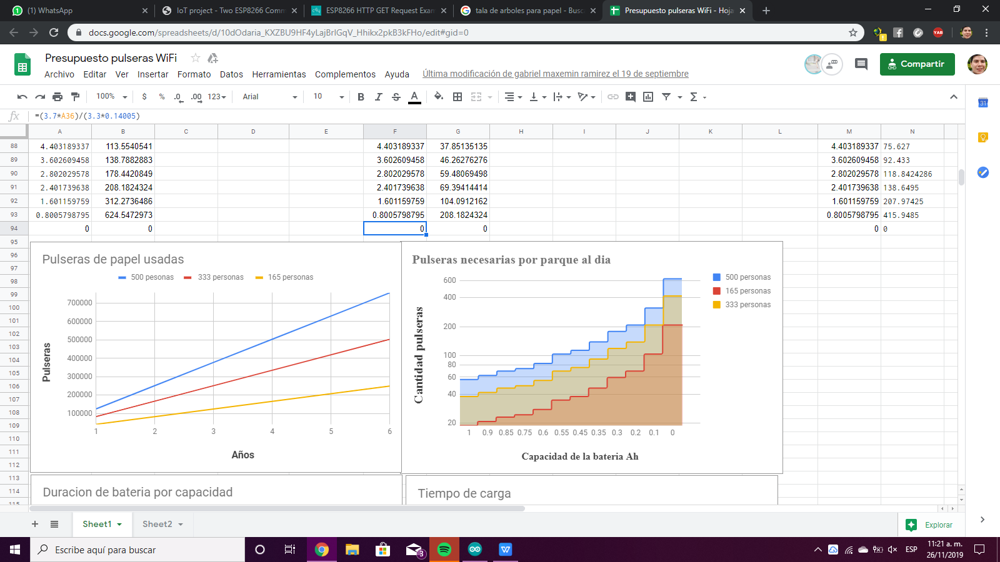 (1) WhatsApp
IoT project - Two ESP8266 Comm
ESP8266 HTTP GET Request Exam
tala de arboles para papel - Busc
Presupuesto pulseras WiFi - Hoja
docs.google.com/spreadsheets/d/10dOdaria_KXZBU9HF4yLajBrIGqV_Hhikx2pkB3kFHo/edit#gid=0
Presupuesto pulseras WiFi
Archivo Editar Ver Insertar Formato Datos Herramientas Complementos Ayuda Última modificación de gabriel maxemin ramirez el 19 de septiembre
Compartir
100% $ % .0 .00 123 Arial 10 B I S A
fx =(3.7*A36)/(3.3*0.14005)
A B C D E F G H I J K L M N
88 4.403189337 113.5540541 4.403189337 37.85135135 4.403189337 75.627
89 3.602609458 138.7882883 3.602609458 46.26276276 3.602609458 92.433
90 2.802029578 178.4420849 2.802029578 59.48069498 2.802029578 118.8424286
91 2.401739638 208.1824324 2.401739638 69.39414414 2.401739638 138.6495
92 1.601159759 312.2736486 1.601159759 104.0912162 1.601159759 207.97425
93 0.8005798795 624.5472973 0.8005798795 208.1824324 0.8005798795 415.9485
94 0 0 0 0 0 0
95
96
97
98
99
100
101
102
103
104
105
106
107
108
109
110
111
112
113
114
115
Pulseras de papel usadas
500 pesonas 333 personas 165 personas
Pulseras
700000
600000
500000
400000
300000
200000
100000
1 2 3 4 5 6
Años
Pulseras necesarias por parque al dia
500 personas
165 personas
333 personas
Cantidad pulseras
600
400
200
100
80
60
40
20
1 0.9 0.85 0.75 0.6 0.55 0.45 0.35 0.3 0.2 0.1 0
Capacidad de la bateria Ah
Duracion de bateria por capacidad
Tiempo de carga
Sheet1 Sheet2
Explorar
31
YAB
1
Escribe aquí para buscar
3
ESP
11:21 a. m.
26/11/2019